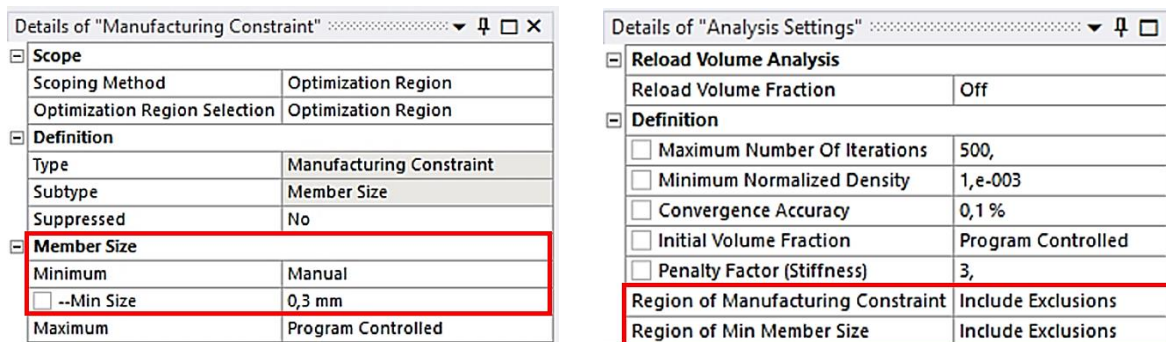 Details of "Manufacturing Constraint"
Scope
Scoping Method Optimization Region
Optimization Region Selection Optimization Region
Definition
Type Manufacturing Constraint
Subtype Member Size
Suppressed No
Member Size
Minimum Manual
--Min Size 0,3 mm
Maximum Program Controlled
Details of "Analysis Settings"
Reload Volume Analysis
Reload Volume Fraction Off
Definition
Maximum Number Of Iterations 500,
Minimum Normalized Density 1,e-003
Convergence Accuracy 0,1 %
Initial Volume Fraction Program Controlled
Penalty Factor (Stiffness) 3,
Region of Manufacturing Constraint Include Exclusions
Region of Min Member Size Include Exclusions